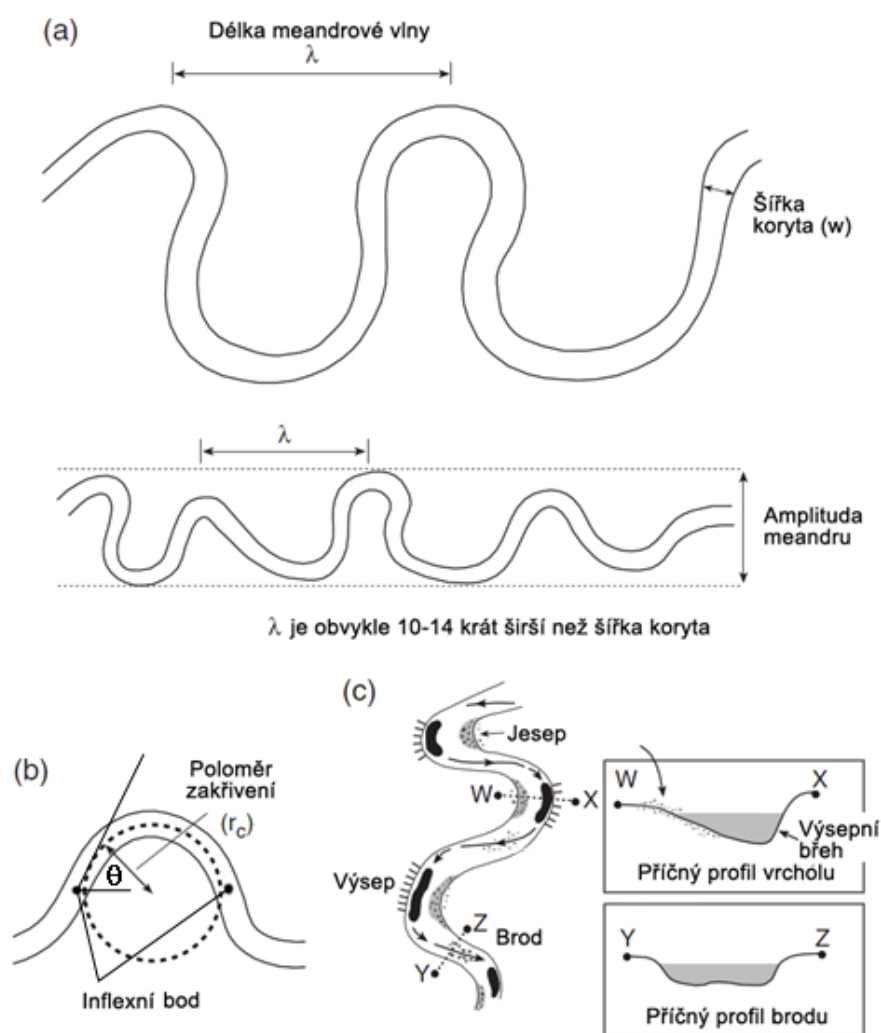 (a)
Délka meandrové vlny
λ
Šířka
koryta (w)
λ
Amplituda
meandru
λ je obvykle 10-14 krát širší než šířka koryta
(b)
Poloměr
zakřivení
(r_c)
θ
Inflexní bod
(c)
Jesep
W
X
Výsep
Z
Brod
Y
W
X
Výsepní
břeh
Příčný profil vrcholu
Y
Z
Příčný profil brodu